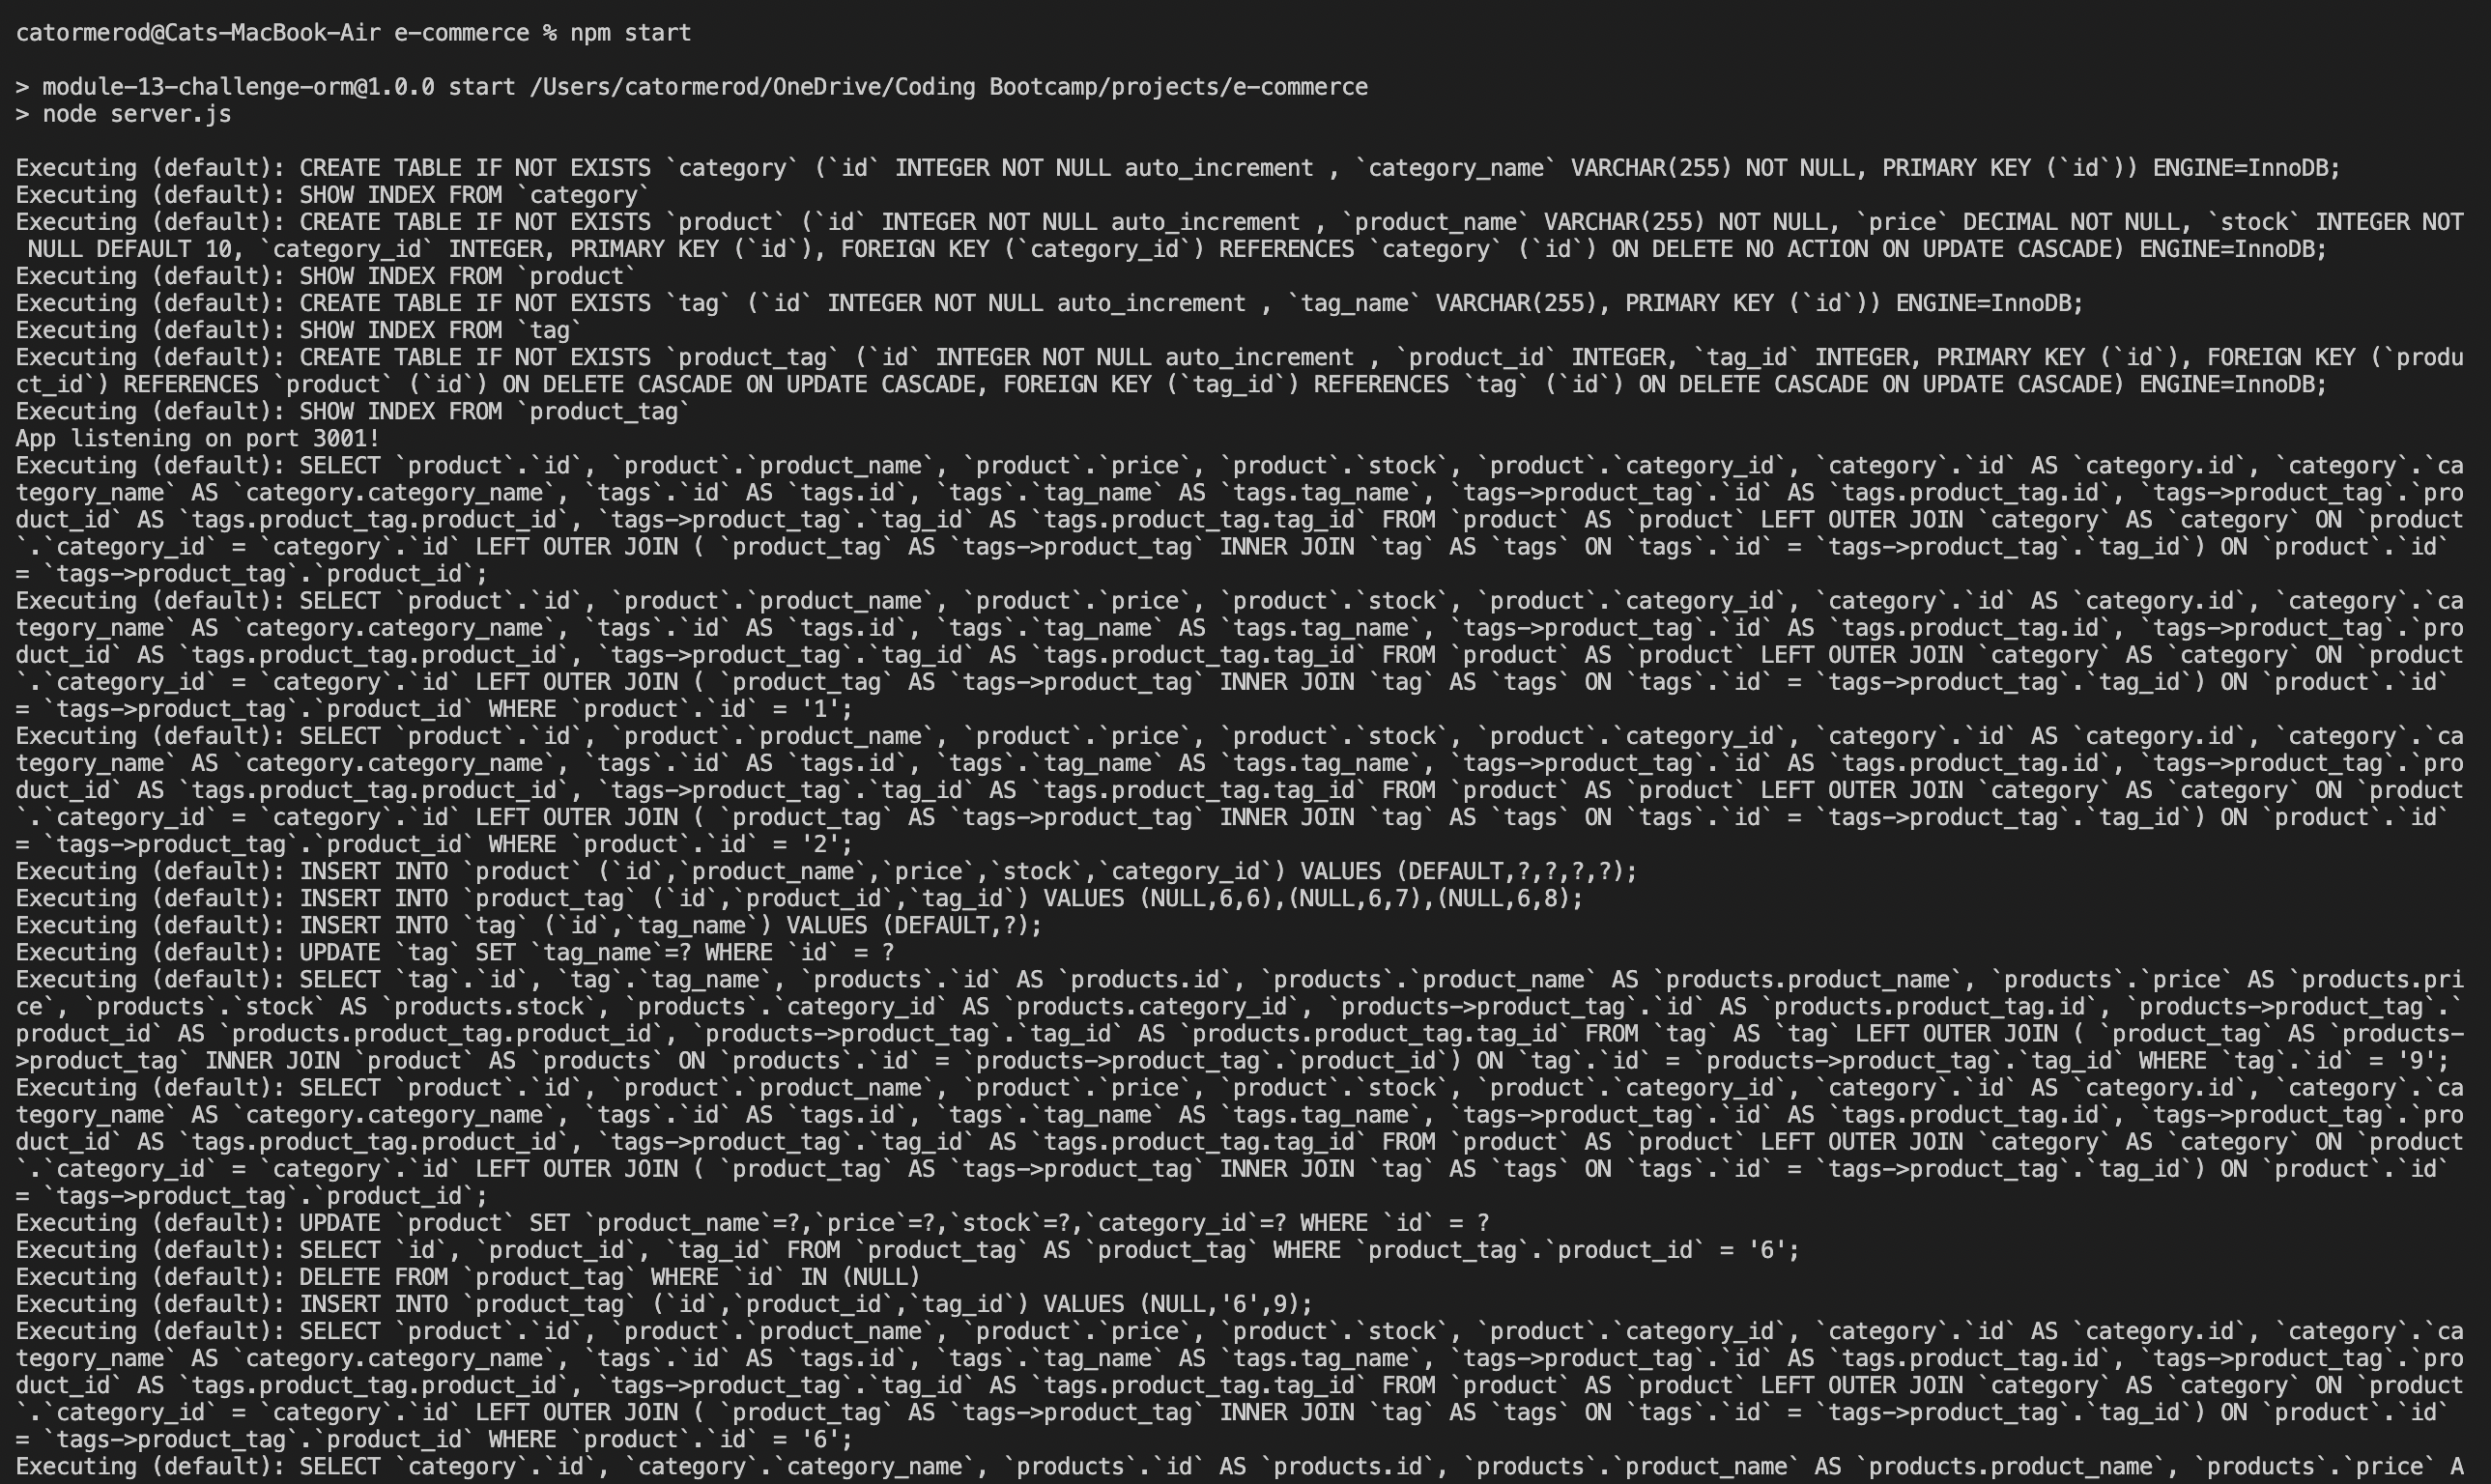 catormerod@Cats-MacBook-Air e-commerce % npm start
> module-13-challenge-orm@1.0.0 start /Users/catormerod/OneDrive/Coding Bootcamp/projects/e-commerce
> node server.js
Executing (default): CREATE TABLE IF NOT EXISTS `category` (`id` INTEGER NOT NULL auto_increment , `category_name` VARCHAR(255) NOT NULL, PRIMARY KEY (`id`)) ENGINE=InnoDB;
Executing (default): SHOW INDEX FROM `category`
Executing (default): CREATE TABLE IF NOT EXISTS `product` (`id` INTEGER NOT NULL auto_increment , `product_name` VARCHAR(255) NOT NULL, `price` DECIMAL NOT NULL, `stock` INTEGER NOT
NULL DEFAULT 10, `category_id` INTEGER, PRIMARY KEY (`id`), FOREIGN KEY (`category_id`) REFERENCES `category` (`id`) ON DELETE NO ACTION ON UPDATE CASCADE) ENGINE=InnoDB;
Executing (default): SHOW INDEX FROM `product`
Executing (default): CREATE TABLE IF NOT EXISTS `tag` (`id` INTEGER NOT NULL auto_increment , `tag_name` VARCHAR(255), PRIMARY KEY (`id`)) ENGINE=InnoDB;
Executing (default): SHOW INDEX FROM `tag`
Executing (default): CREATE TABLE IF NOT EXISTS `product_tag` (`id` INTEGER NOT NULL auto_increment , `product_id` INTEGER, `tag_id` INTEGER, PRIMARY KEY (`id`), FOREIGN KEY (`produ
ct_id`) REFERENCES `product` (`id`) ON DELETE CASCADE ON UPDATE CASCADE, FOREIGN KEY (`tag_id`) REFERENCES `tag` (`id`) ON DELETE CASCADE ON UPDATE CASCADE) ENGINE=InnoDB;
Executing (default): SHOW INDEX FROM `product_tag`
App listening on port 3001!
Executing (default): SELECT `product`.`id`, `product`.`product_name`, `product`.`price`, `product`.`stock`, `product`.`category_id`, `category`.`id` AS `category.id`, `category`.`ca
tegory_name` AS `category.category_name`, `tags`.`id` AS `tags.id`, `tags`.`tag_name` AS `tags.tag_name`, `tags->product_tag`.`id` AS `tags.product_tag.id`, `tags->product_tag`.`pro
duct_id` AS `tags.product_tag.product_id`, `tags->product_tag`.`tag_id` AS `tags.product_tag.tag_id` FROM `product` AS `product` LEFT OUTER JOIN `category` AS `category` ON `product
`.`category_id` = `category`.`id` LEFT OUTER JOIN ( `product_tag` AS `tags->product_tag` INNER JOIN `tag` AS `tags` ON `tags`.`id` = `tags->product_tag`.`tag_id`) ON `product`.`id`
= `tags->product_tag`.`product_id`;
Executing (default): SELECT `product`.`id`, `product`.`product_name`, `product`.`price`, `product`.`stock`, `product`.`category_id`, `category`.`id` AS `category.id`, `category`.`ca
tegory_name` AS `category.category_name`, `tags`.`id` AS `tags.id`, `tags`.`tag_name` AS `tags.tag_name`, `tags->product_tag`.`id` AS `tags.product_tag.id`, `tags->product_tag`.`pro
duct_id` AS `tags.product_tag.product_id`, `tags->product_tag`.`tag_id` AS `tags.product_tag.tag_id` FROM `product` AS `product` LEFT OUTER JOIN `category` AS `category` ON `product
`.`category_id` = `category`.`id` LEFT OUTER JOIN ( `product_tag` AS `tags->product_tag` INNER JOIN `tag` AS `tags` ON `tags`.`id` = `tags->product_tag`.`tag_id`) ON `product`.`id`
= `tags->product_tag`.`product_id` WHERE `product`.`id` = '1';
Executing (default): SELECT `product`.`id`, `product`.`product_name`, `product`.`price`, `product`.`stock`, `product`.`category_id`, `category`.`id` AS `category.id`, `category`.`ca
tegory_name` AS `category.category_name`, `tags`.`id` AS `tags.id`, `tags`.`tag_name` AS `tags.tag_name`, `tags->product_tag`.`id` AS `tags.product_tag.id`, `tags->product_tag`.`pro
duct_id` AS `tags.product_tag.product_id`, `tags->product_tag`.`tag_id` AS `tags.product_tag.tag_id` FROM `product` AS `product` LEFT OUTER JOIN `category` AS `category` ON `product
`.`category_id` = `category`.`id` LEFT OUTER JOIN ( `product_tag` AS `tags->product_tag` INNER JOIN `tag` AS `tags` ON `tags`.`id` = `tags->product_tag`.`tag_id`) ON `product`.`id`
= `tags->product_tag`.`product_id` WHERE `product`.`id` = '2';
Executing (default): INSERT INTO `product` (`id`,`product_name`,`price`,`stock`,`category_id`) VALUES (DEFAULT,?,?,?,?);
Executing (default): INSERT INTO `product_tag` (`id`,`product_id`,`tag_id`) VALUES (NULL,6,6),(NULL,6,7),(NULL,6,8);
Executing (default): INSERT INTO `tag` (`id`,`tag_name`) VALUES (DEFAULT,?);
Executing (default): UPDATE `tag` SET `tag_name`=? WHERE `id` = ?
Executing (default): SELECT `tag`.`id`, `tag`.`tag_name`, `products`.`id` AS `products.id`, `products`.`product_name` AS `products.product_name`, `products`.`price` AS `products.pri
ce`, `products`.`stock` AS `products.stock`, `products`.`category_id` AS `products.category_id`, `products->product_tag`.`id` AS `products.product_tag.id`, `products->product_tag`.`
product_id` AS `products.product_tag.product_id`, `products->product_tag`.`tag_id` AS `products.product_tag.tag_id` FROM `tag` AS `tag` LEFT OUTER JOIN ( `product_tag` AS `products-
>product_tag` INNER JOIN `product` AS `products` ON `products`.`id` = `products->product_tag`.`product_id`) ON `tag`.`id` = `products->product_tag`.`tag_id` WHERE `tag`.`id` = '9';
Executing (default): SELECT `product`.`id`, `product`.`product_name`, `product`.`price`, `product`.`stock`, `product`.`category_id`, `category`.`id` AS `category.id`, `category`.`ca
tegory_name` AS `category.category_name`, `tags`.`id` AS `tags.id`, `tags`.`tag_name` AS `tags.tag_name`, `tags->product_tag`.`id` AS `tags.product_tag.id`, `tags->product_tag`.`pro
duct_id` AS `tags.product_tag.product_id`, `tags->product_tag`.`tag_id` AS `tags.product_tag.tag_id` FROM `product` AS `product` LEFT OUTER JOIN `category` AS `category` ON `product
`.`category_id` = `category`.`id` LEFT OUTER JOIN ( `product_tag` AS `tags->product_tag` INNER JOIN `tag` AS `tags` ON `tags`.`id` = `tags->product_tag`.`tag_id`) ON `product`.`id`
= `tags->product_tag`.`product_id`;
Executing (default): UPDATE `product` SET `product_name`=?,`price`=?,`stock`=?,`category_id`=? WHERE `id` = ?
Executing (default): SELECT `id`, `product_id`, `tag_id` FROM `product_tag` AS `product_tag` WHERE `product_tag`.`product_id` = '6';
Executing (default): DELETE FROM `product_tag` WHERE `id` IN (NULL)
Executing (default): INSERT INTO `product_tag` (`id`,`product_id`,`tag_id`) VALUES (NULL,'6',9);
Executing (default): SELECT `product`.`id`, `product`.`product_name`, `product`.`price`, `product`.`stock`, `product`.`category_id`, `category`.`id` AS `category.id`, `category`.`ca
tegory_name` AS `category.category_name`, `tags`.`id` AS `tags.id`, `tags`.`tag_name` AS `tags.tag_name`, `tags->product_tag`.`id` AS `tags.product_tag.id`, `tags->product_tag`.`pro
duct_id` AS `tags.product_tag.product_id`, `tags->product_tag`.`tag_id` AS `tags.product_tag.tag_id` FROM `product` AS `product` LEFT OUTER JOIN `category` AS `category` ON `product
`.`category_id` = `category`.`id` LEFT OUTER JOIN ( `product_tag` AS `tags->product_tag` INNER JOIN `tag` AS `tags` ON `tags`.`id` = `tags->product_tag`.`tag_id`) ON `product`.`id`
= `tags->product_tag`.`product_id` WHERE `product`.`id` = '6';
Executing (default): SELECT `category`.`id`, `category`.`category_name`, `products`.`id` AS `products.id`, `products`.`product_name` AS `products.product_name`, `products`.`price` A